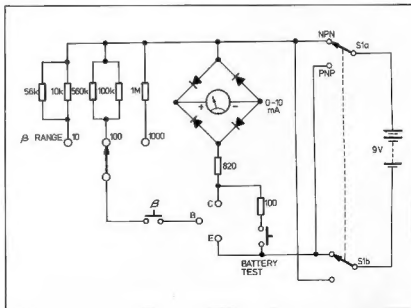 NPN
S1a
PNP
56k
10k
560k
100k
1M
+
-
0-10
mA
9V
β RANGE
10
100
1000
820
β
B
C
100
E
BATTERY
TEST
S1b